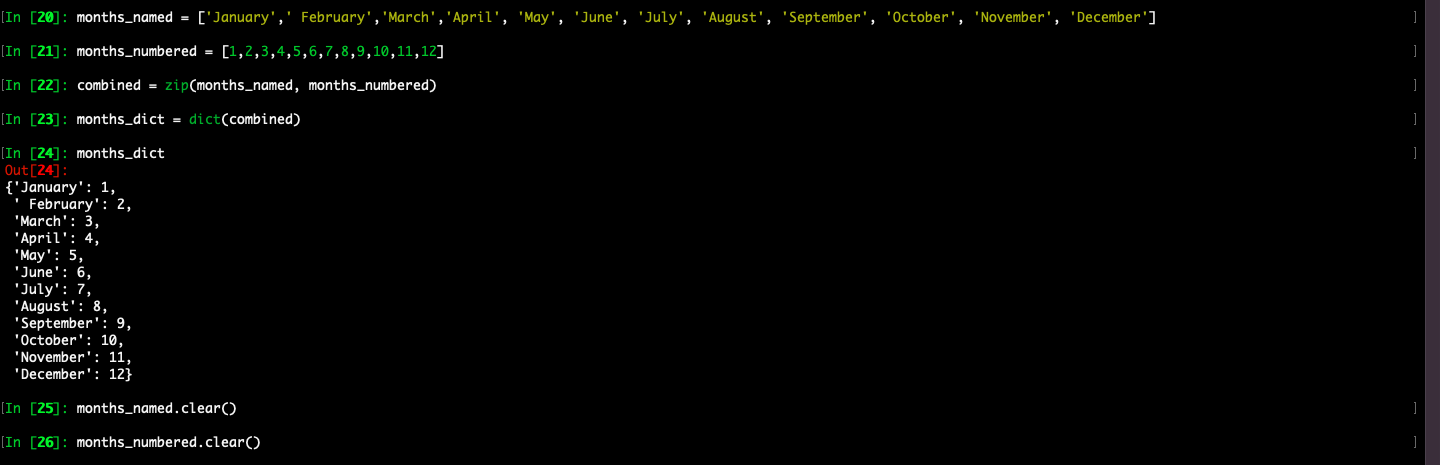 [In [20]: months_named = ['January',' February','March','April', 'May', 'June', 'July', 'August', 'September', 'October', 'November', 'December'] ]
[In [21]: months_numbered = [1,2,3,4,5,6,7,8,9,10,11,12] ]
[In [22]: combined = zip(months_named, months_numbered) ]
[In [23]: months_dict = dict(combined) ]
[In [24]: months_dict ]
Out[24]:
{'January': 1,
' February': 2,
'March': 3,
'April': 4,
'May': 5,
'June': 6,
'July': 7,
'August': 8,
'September': 9,
'October': 10,
'November': 11,
'December': 12}
[In [25]: months_named.clear() ]
[In [26]: months_numbered.clear() ]